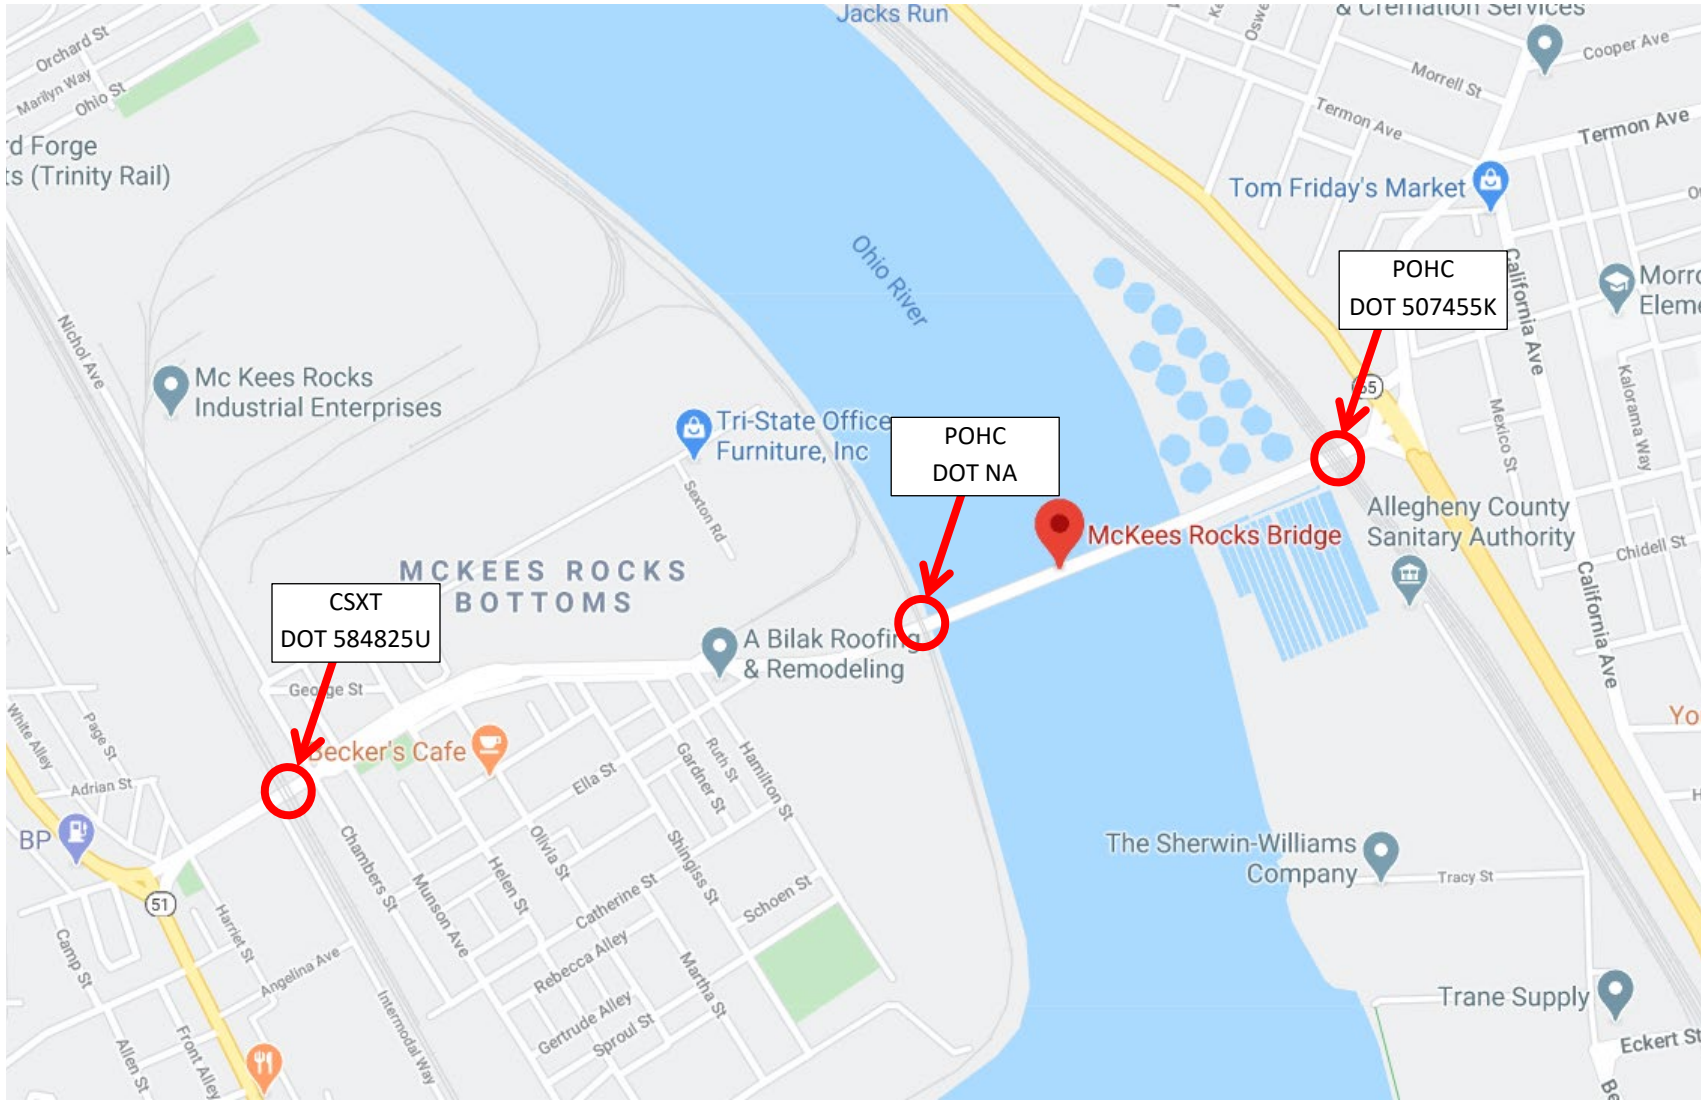 Jacks Run
& Cremation Services
Cooper Ave
Orchard St
Marilyn Way
Ohio St
Morrell St
Termon Ave
Termon Ave
Tom Friday's Market
Ohio River
POHC
DOT 507455K
California Ave
65
Nichol Ave
Mc Kees Rocks
Industrial Enterprises
Tri-State Office
Furniture, Inc
Sexton Rd
POHC
DOT NA
McKees Rocks Bridge
Mexico St
Kalorama Way
Allegheny County
Sanitary Authority
Chidell St
California Ave
MCKEES ROCKS
BOTTOMS
CSXT
DOT 584825U
A Bilak Roofing
& Remodeling
George St
Becker's Cafe
White Alley
Page St
Adrian St
BP
51
Ella St
Gardner St
Ruth St
Hamilton St
Chambers St
Munson Ave
Helen St
Olivia St
Shingiss St
Catherine St
Schoen St
Rebecca Alley
Martha St
Gertrude Alley
Sproul St
Harriet St
Angelina Ave
Camp St
Allen St
Front Alley
Intermodal Way
The Sherwin-Williams
Company
Tracy St
Trane Supply
Eckert St